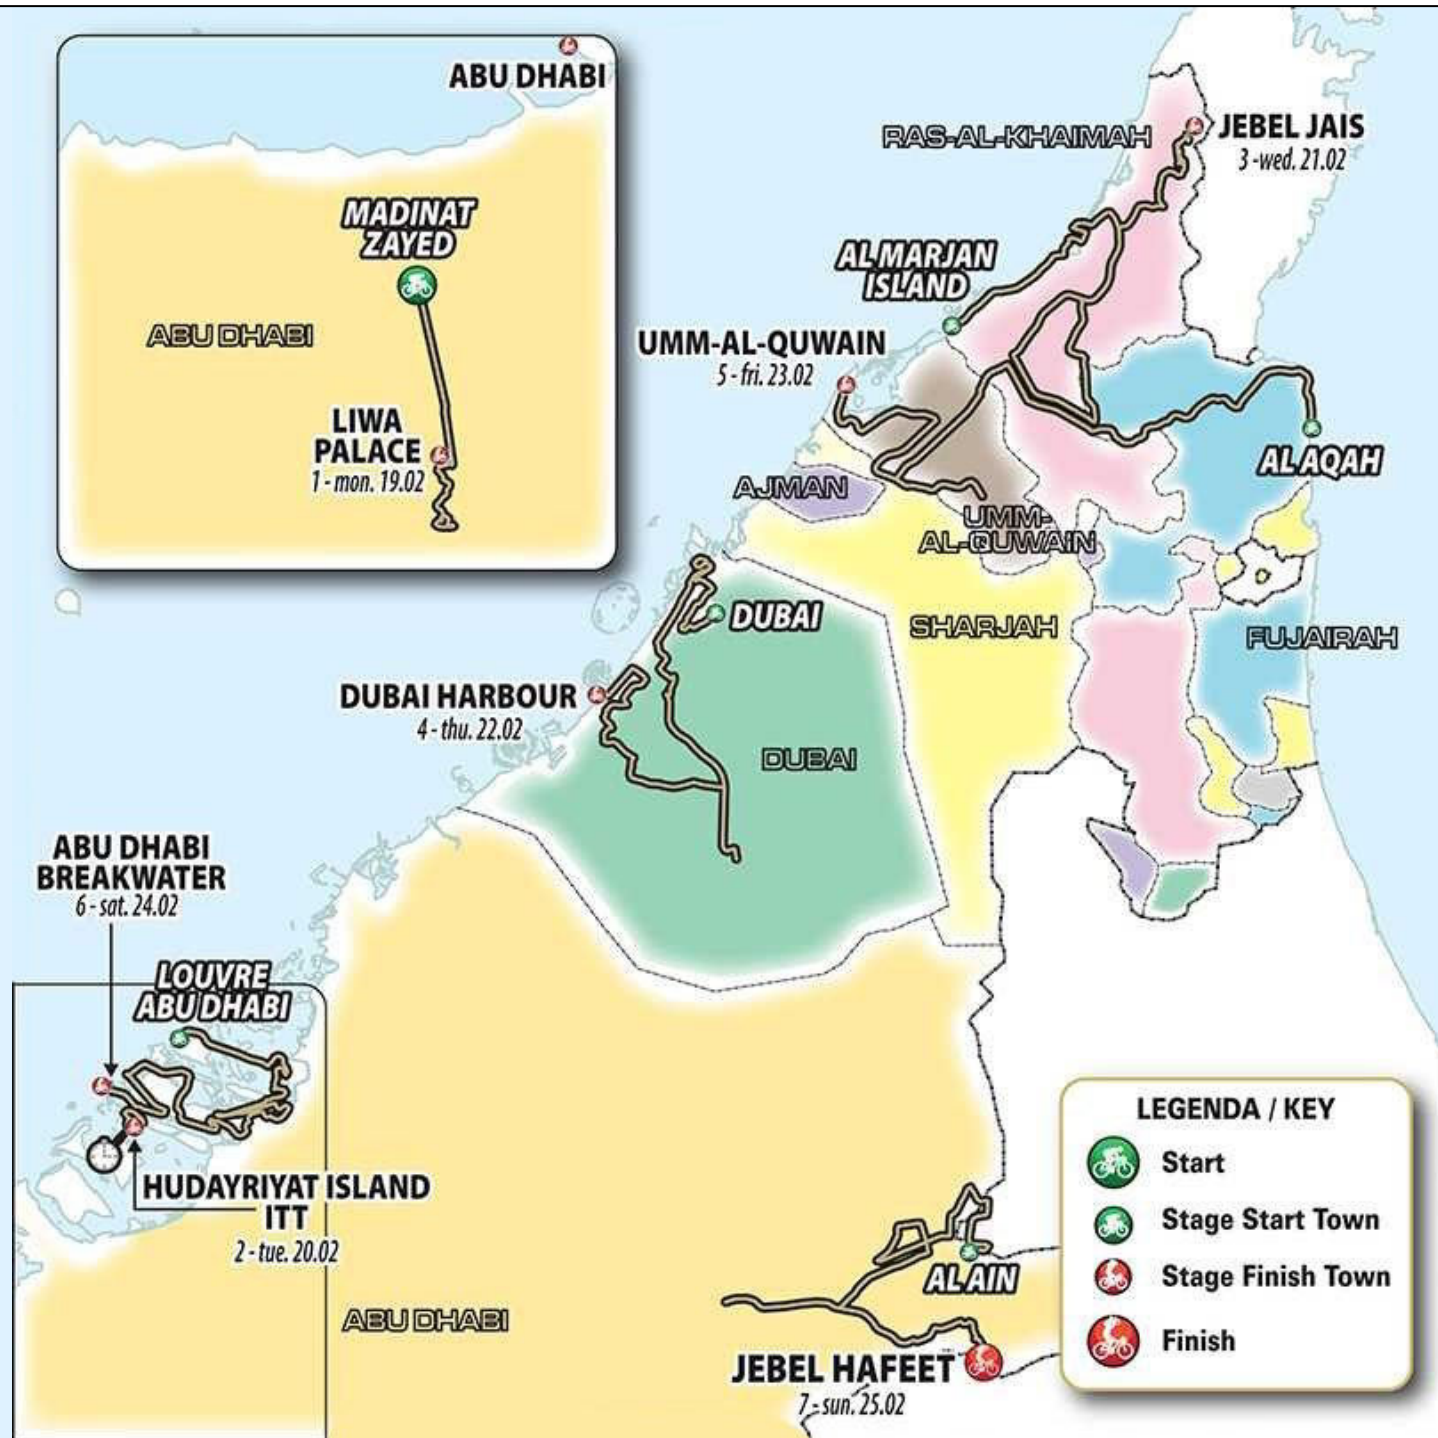 ABU DHABI
MADINAT
ZAYED
ABU DHABI
LIWA
PALACE
1 - mon. 19.02
RAS-AL-KHAIMAH
JEBEL JAIS
3 -wed. 21.02
AL MARJAN
ISLAND
UMM-AL-QUWAIN
5 - fri. 23.02
AL AQAH
AJMAN
UMM-
AL-QUWAIN
DUBAI
SHARJAH
FUJAIRAH
DUBAI HARBOUR
4 - thu. 22.02
DUBAI
ABU DHABI
BREAKWATER
6 - sat. 24.02
LOUVRE
ABU DHABI
HUDAYRIYAT ISLAND
ITT
2 - tue. 20.02
ABU DHABI
AL AIN
JEBEL HAFEET
7 - sun. 25.02
LEGENDA / KEY
Start
Stage Start Town
Stage Finish Town
Finish